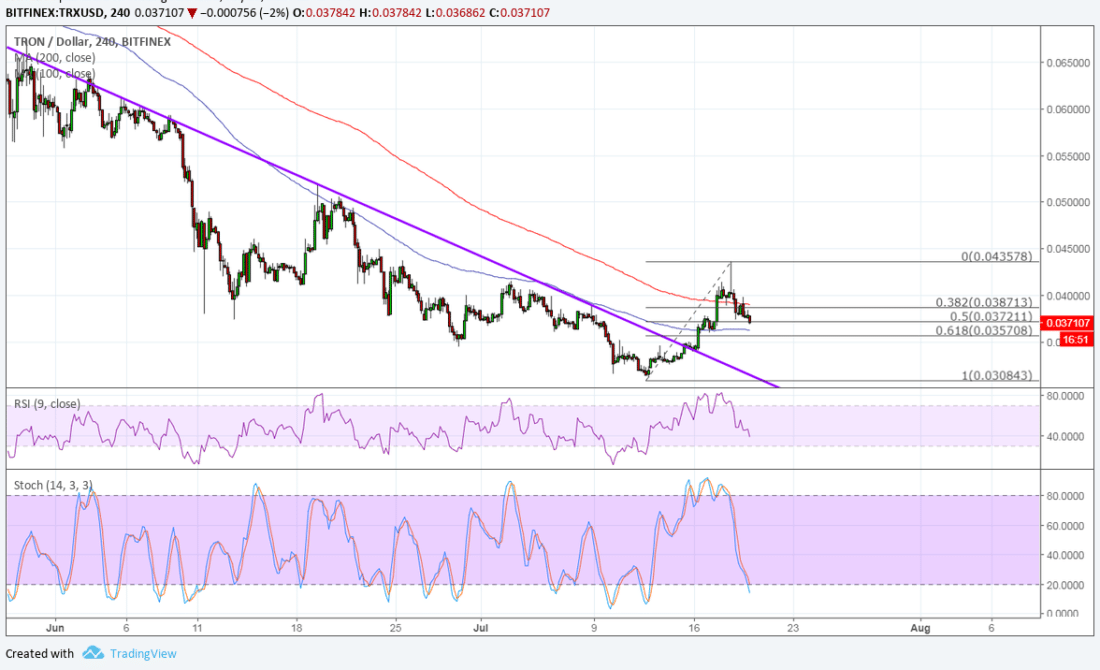 BITFINEX:TRXUSD, 240 0.037107 ▼ −0.000756 (−2%) O:0.037842 H:0.037842 L:0.036862 C:0.037107
TRON / Dollar, 240, BITFINEX
MA (200, close)
(100, close)
0.065000
0.060000
0.055000
0.050000
0.045000
0.040000
0(0.043578)
0.382(0.038713)
0.5(0.037211)
0.618(0.035708)
1(0.030843)
0.037107
16:51
RSI (9, close)
80.0000
40.0000
Stoch (14, 3, 3)
80.0000
60.0000
40.0000
20.0000
0.0000
Jun 6 11 18 25 Jul 9 16 23 Aug 6
Created with TradingView